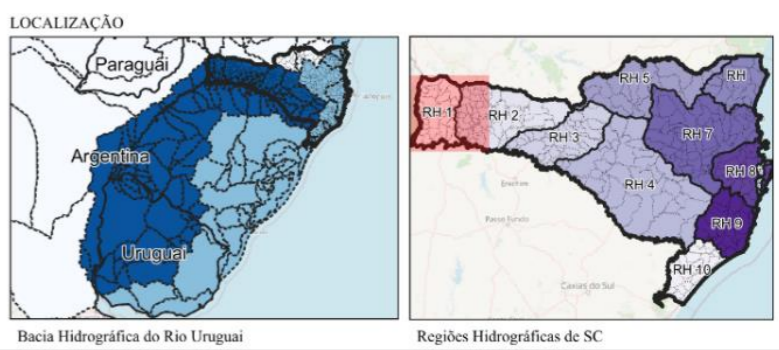 LOCALIZAÇÃO
Paraguai
Argentina
Uruguai
RH 5
RH
RH 1
RH 2
RH 3
RH 7
RH 8
RH 4
RH 9
RH 10
Erechim
Passo Fundo
Caxias do Sul
Bacia Hidrográfica do Rio Uruguai
Regiões Hidrográficas de SC